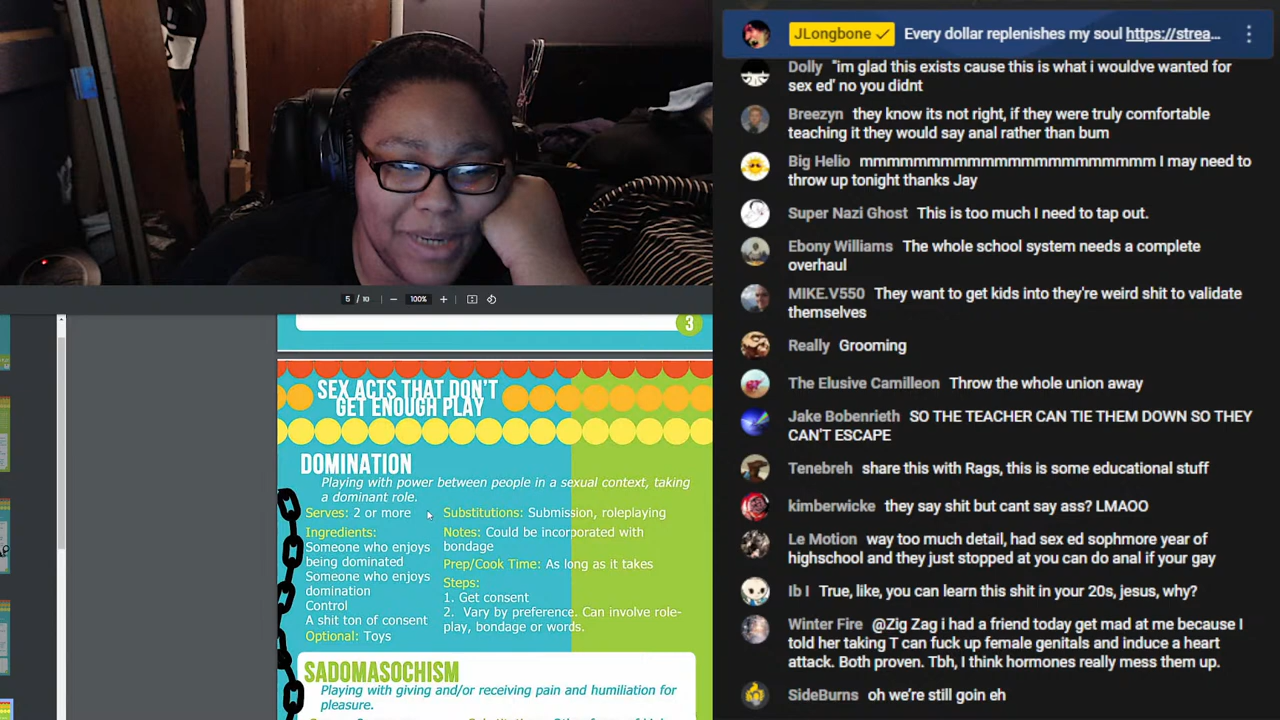 JLongbone ✓ Every dollar replenishes my soul https://strea...
Dolly "im glad this exists cause this is what i wouldve wanted for
sex ed' no you didnt
Breezyn they know its not right, if they were truly comfortable
teaching it they would say anal rather than bum
Big Helio mmmmmmmmmmmmmmmmmmmmmmm I may need to
throw up tonight thanks Jay
Super Nazi Ghost This is too much I need to tap out.
Ebony Williams The whole school system needs a complete
overhaul
MIKE.V550 They want to get kids into they're weird shit to validate
themselves
Really Grooming
The Elusive Camilleon Throw the whole union away
Jake Bobenrieth SO THE TEACHER CAN TIE THEM DOWN SO THEY
CAN'T ESCAPE
Tenebreh share this with Rags, this is some educational stuff
kimberwicke they say shit but cant say ass? LMAOO
Le Motion way too much detail, had sex ed sophmore year of
highschool and they just stopped at you can do anal if your gay
Ib I True, like, you can learn this shit in your 20s, jesus, why?
Winter Fire @Zig Zag i had a friend today get mad at me because I
told her taking T can fuck up female genitals and induce a heart
attack. Both proven. Tbh, I think hormones really mess them up.
SideBurns oh we're still goin eh
5 / 10 − 100% +
3
SEX ACTS THAT DON'T
GET ENOUGH PLAY
DOMINATION
Playing with power between people in a sexual context, taking
a dominant role.
Serves: 2 or more
Ingredients:
Someone who enjoys
being dominated
Someone who enjoys
domination
Control
A shit ton of consent
Optional: Toys
Substitutions: Submission, roleplaying
Notes: Could be incorporated with
bondage
Prep/Cook Time: As long as it takes
Steps:
1. Get consent
2. Vary by preference. Can involve role-
play, bondage or words.
SADOMASOCHISM
Playing with giving and/or receiving pain and humiliation for
pleasure.